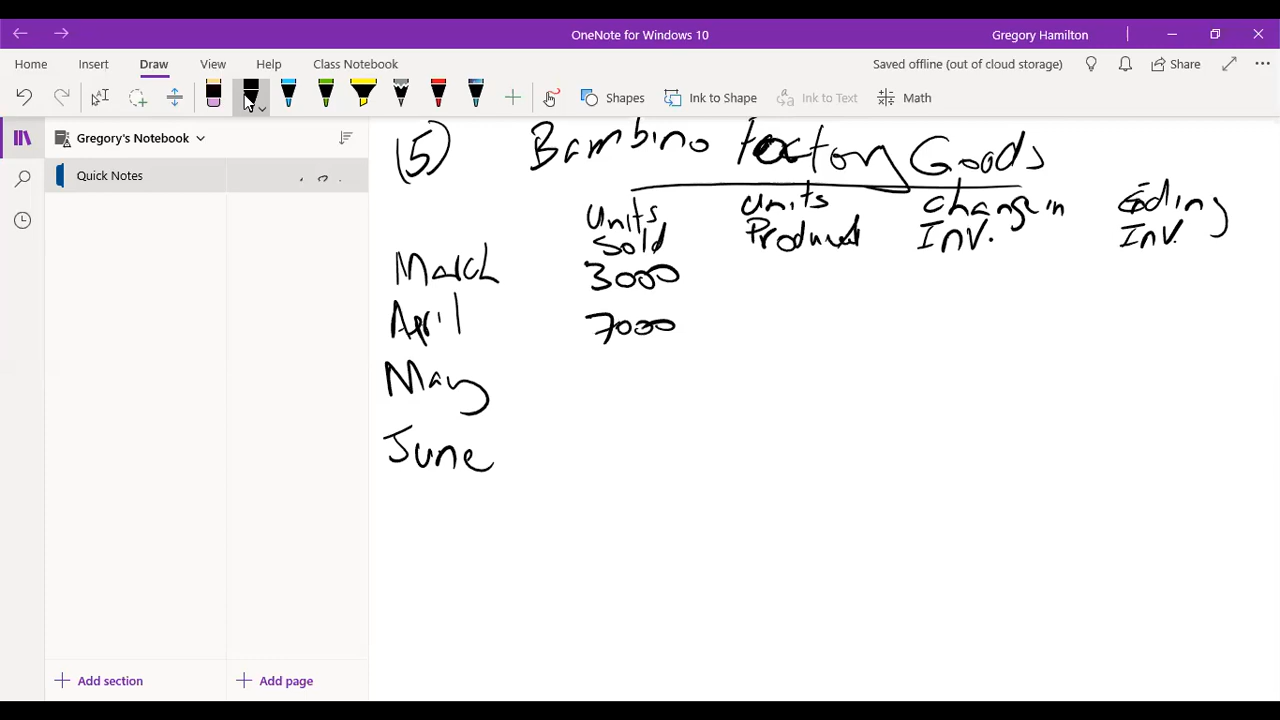 OneNote for Windows 10
Gregory Hamilton
Home Insert Draw View Help Class Notebook
Saved offline (out of cloud storage)
Share
Shapes
Ink to Shape
Ink to Text
Math
Gregory's Notebook
Quick Notes
(5) Bambino Factory Goods
Units Sold
Units Produced
Change in Inv.
Ending Inv.
March 3000
April 7000
May
June
Add section
Add page